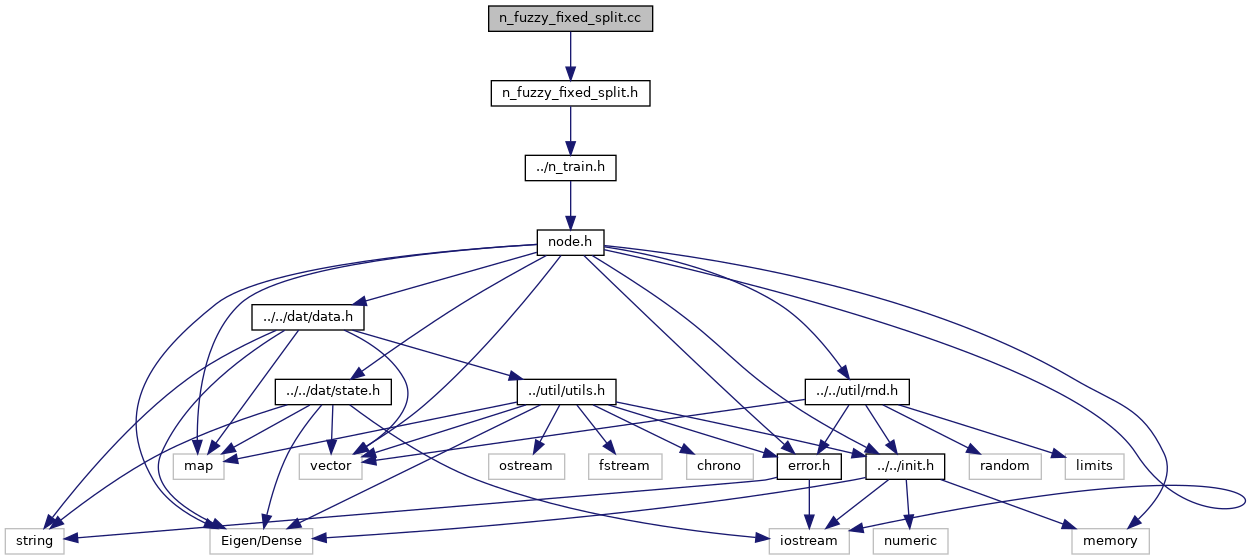 n_fuzzy_fixed_split.cc
n_fuzzy_fixed_split.h
../n_train.h
node.h
../../dat/data.h
../../dat/state.h
../util/utils.h
../../util/rnd.h
map
vector
ostream
fstream
chrono
error.h
../../init.h
random
limits
string
Eigen/Dense
iostream
numeric
memory